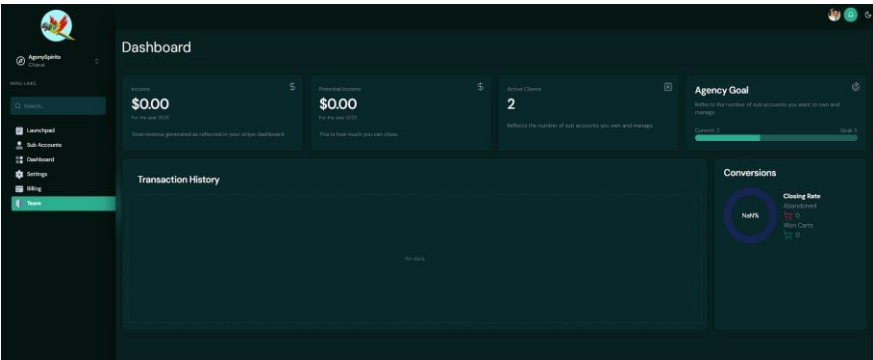 AgencySpirits
Chanai
MENU LINKS
Search...
Launchpad
Sub Accounts
Dashboard
Settings
Billing
Team
Dashboard
Income
$0.00
For the year 2025
Total revenue generated as reflected in your stripe dashboard.
Potential Income
$0.00
For the year 2025
This is how much you can close.
Active Clients
2
Reflects the number of sub accounts you own and manage.
Agency Goal
Reflects the number of sub accounts you want to own and
manage.
Current: 2
Goal: 5
Transaction History
No data
Conversions
NaN%
Closing Rate
Abandoned
0
Won Carts
0